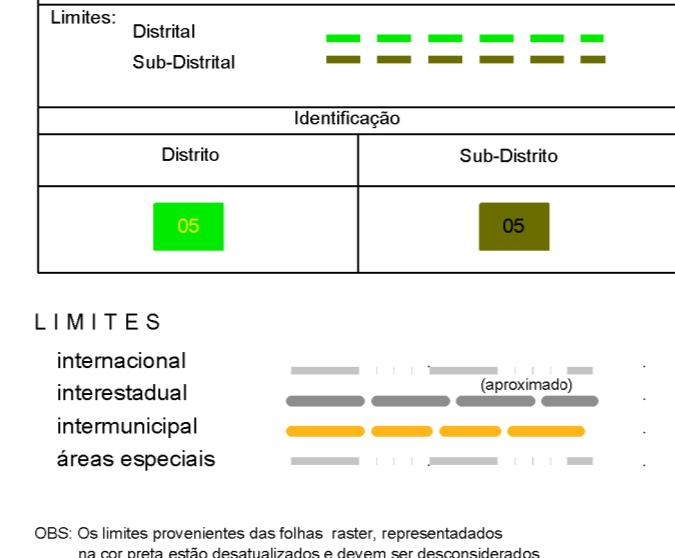 Limites:
Distrital
Sub-Distrital
Identificação
Distrito Sub-Distrito
05 05
L I M I T E S
internacional
(aproximado)
interestadual
intermunicipal
áreas especiais
OBS: Os limites provenientes das folhas raster, representadados
na cor preta estão desatualizados e devem ser desconsiderados